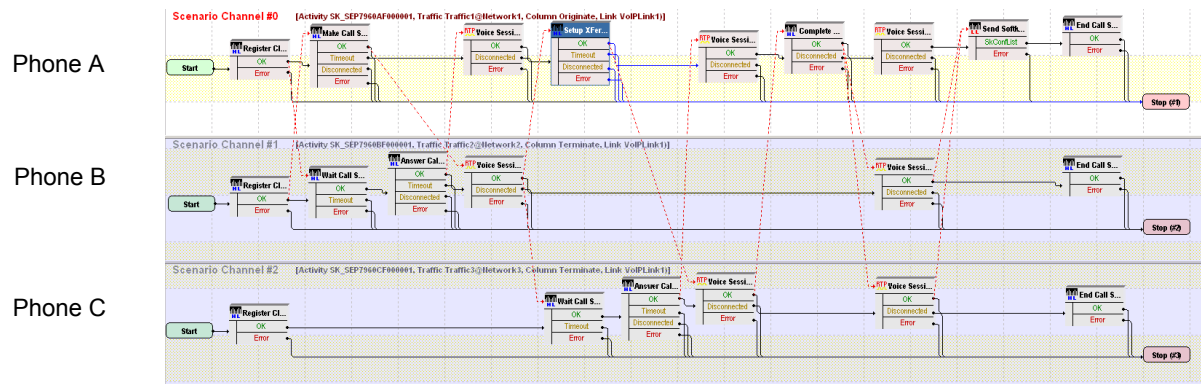 Scenario Channel #0 [Activity SK_SEP7960AF000001, Traffic Traffic1@Network1, Column Originate, Link VoIPLink1)]
Phone A
Start
Register Cl...
OK
Error
Make Call S...
OK
Timeout
Disconnected
Error
Voice Sessi...
OK
Disconnected
Error
Setup XFer...
OK
Timeout
Disconnected
Error
Voice Sessi...
OK
Disconnected
Error
Complete ...
OK
Disconnected
Error
Voice Sessi...
OK
Disconnected
Error
Send Softk...
SkConfList
Error
End Call S...
OK
Error
Stop (#1)
Scenario Channel #1 [Activity SK_SEP7960BF000001, Traffic Traffic2@Network2, Column Terminate, Link VoIPLink1)]
Phone B
Start
Register Cl...
OK
Error
Wait Call S...
OK
Timeout
Error
Answer Cal...
OK
Timeout
Disconnected
Error
Voice Sessi...
OK
Disconnected
Error
Voice Sessi...
OK
Disconnected
Error
End Call S...
OK
Error
Stop (#2)
Scenario Channel #2 [Activity SK_SEP7960CF000001, Traffic Traffic3@Network3, Column Terminate, Link VoIPLink1)]
Phone C
Start
Register Cl...
OK
Error
Wait Call S...
OK
Timeout
Error
Answer Cal...
OK
Timeout
Disconnected
Error
Voice Sessi...
OK
Disconnected
Error
Voice Sessi...
OK
Disconnected
Error
End Call S...
OK
Error
Stop (#3)